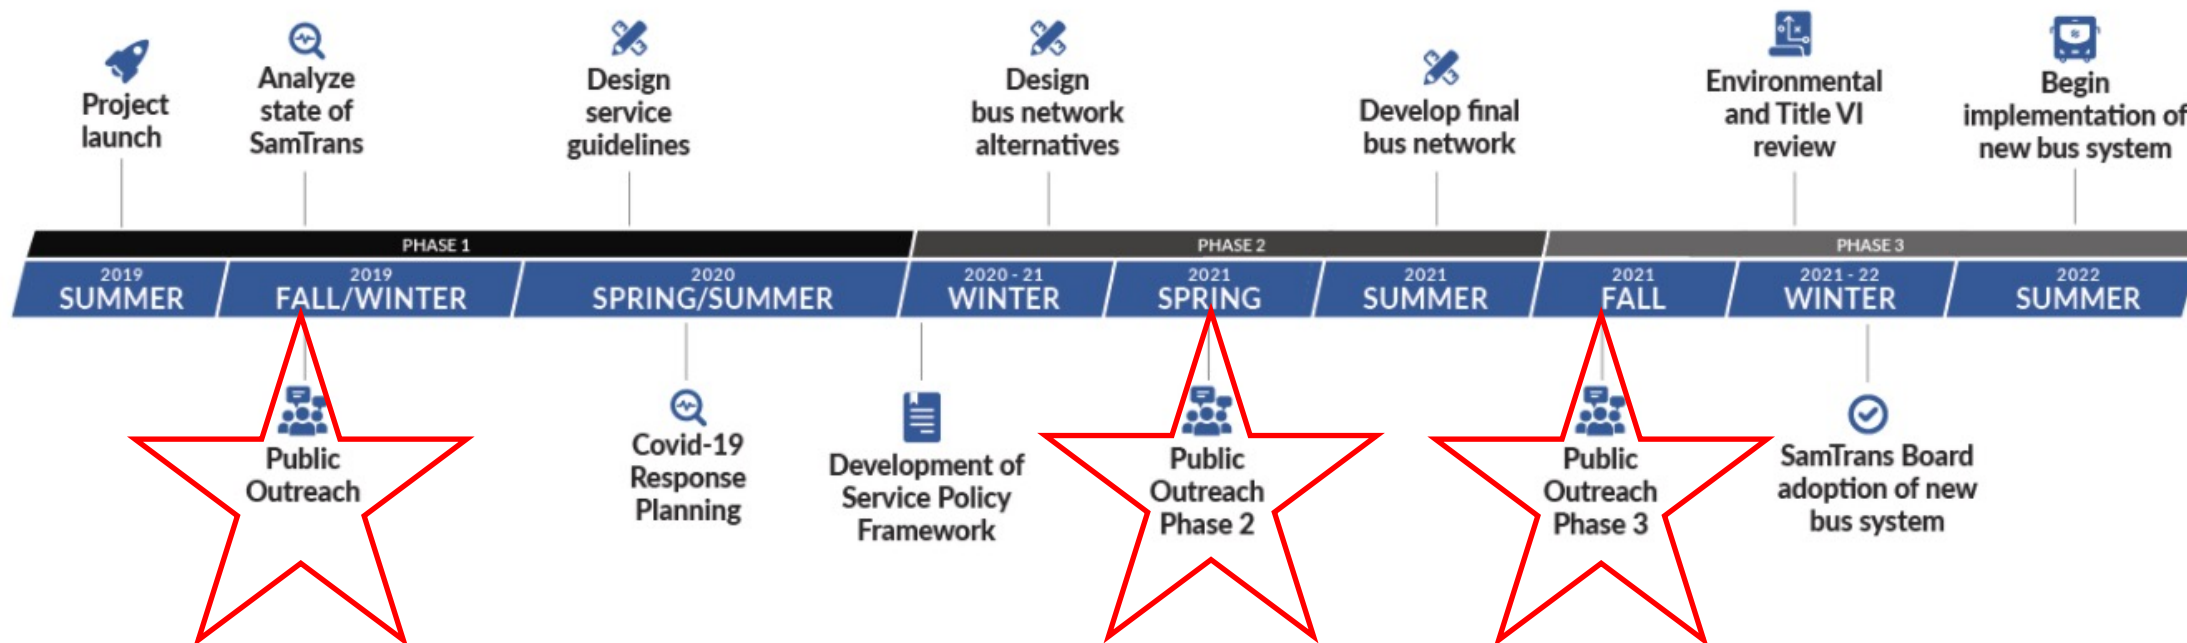 Project
launch
Analyze
state of
SamTrans
Design
service
guidelines
Design
bus network
alternatives
Develop final
bus network
Environmental
and Title VI
review
Begin
implementation of
new bus system
PHASE 1
PHASE 2
PHASE 3
2019
SUMMER
2019
FALL/WINTER
2020
SPRING/SUMMER
2020 - 21
WINTER
2021
SPRING
2021
SUMMER
2021
FALL
2021 - 22
WINTER
2022
SUMMER
Public
Outreach
Covid-19
Response
Planning
Development of
Service Policy
Framework
Public
Outreach
Phase 2
Public
Outreach
Phase 3
SamTrans Board
adoption of new
bus system